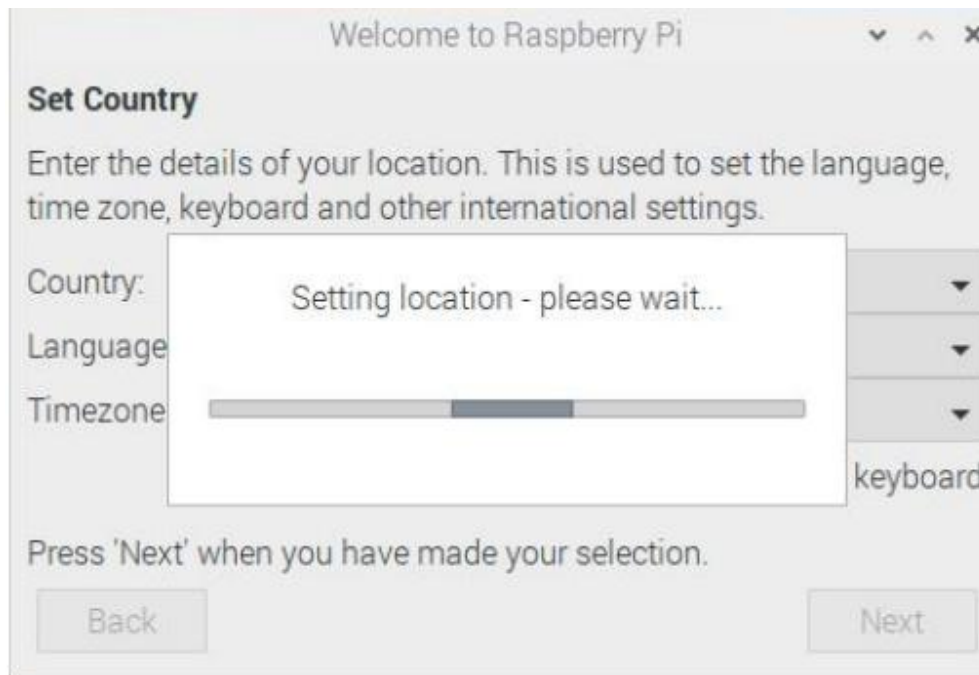 Welcome to Raspberry Pi
Set Country
Enter the details of your location. This is used to set the language,
time zone, keyboard and other international settings.
Country:
Setting location - please wait...
Language
Timezone
keyboard
Press 'Next' when you have made your selection.
Back Next